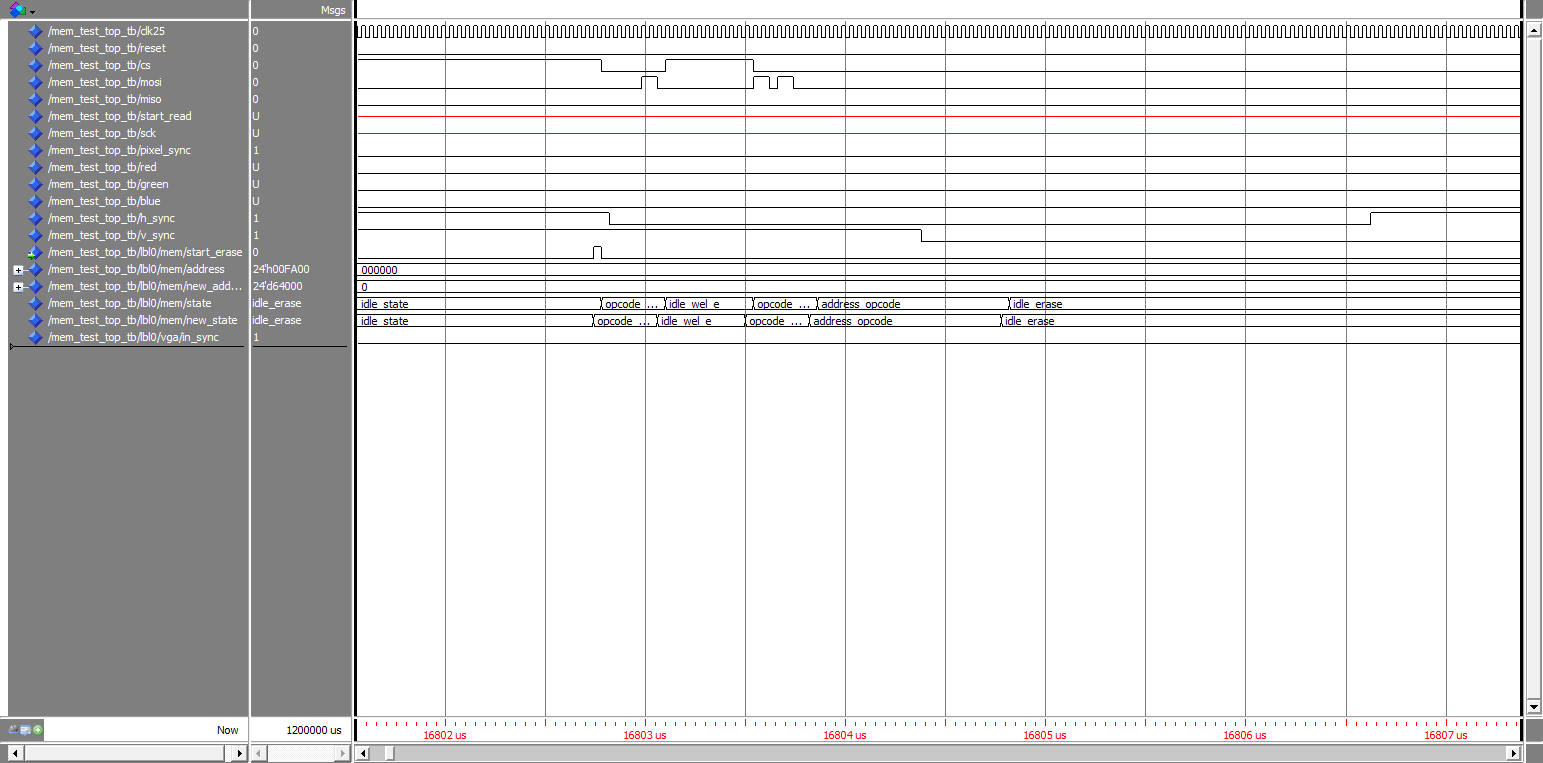 Msgs
/mem_test_top_tb/clk25 0
/mem_test_top_tb/reset 0
/mem_test_top_tb/cs 0
/mem_test_top_tb/mosi 0
/mem_test_top_tb/miso 0
/mem_test_top_tb/start_read U
/mem_test_top_tb/sck U
/mem_test_top_tb/pixel_sync 1
/mem_test_top_tb/red U
/mem_test_top_tb/green U
/mem_test_top_tb/blue U
/mem_test_top_tb/h_sync 1
/mem_test_top_tb/v_sync 1
/mem_test_top_tb/lbl0/mem/start_erase 0
/mem_test_top_tb/lbl0/mem/address 24'h00FA00 000000
/mem_test_top_tb/lbl0/mem/new_add... 24'd64000 0
/mem_test_top_tb/lbl0/mem/state idle_erase idle_state opcode_... idle_wel_e opcode_... address_opcode idle_erase
/mem_test_top_tb/lbl0/mem/new_state idle_erase idle_state opcode_... idle_wel_e opcode_... address_opcode idle_erase
/mem_test_top_tb/lbl0/vga/in_sync 1
Now 1200000 us 16802 us 16803 us 16804 us 16805 us 16806 us 16807 us